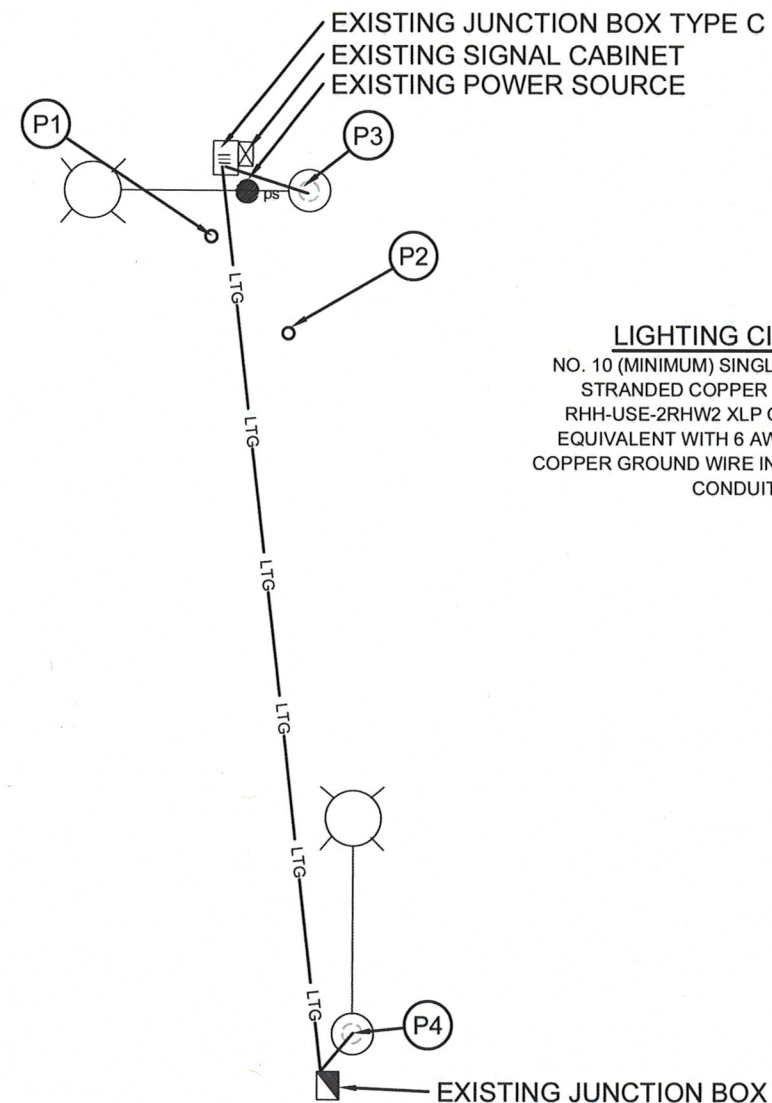 EXISTING JUNCTION BOX TYPE C
EXISTING SIGNAL CABINET
EXISTING POWER SOURCE
P1
P3
ps
P2
LTG
LIGHTING CI
NO. 10 (MINIMUM) SINGL
STRANDED COPPER
RHH-USE-2RHW2 XLP
EQUIVALENT WITH 6 AW
COPPER GROUND WIRE IN
CONDUIT
LTG
LTG
LTG
LTG
LTG
P4
EXISTING JUNCTION BOX